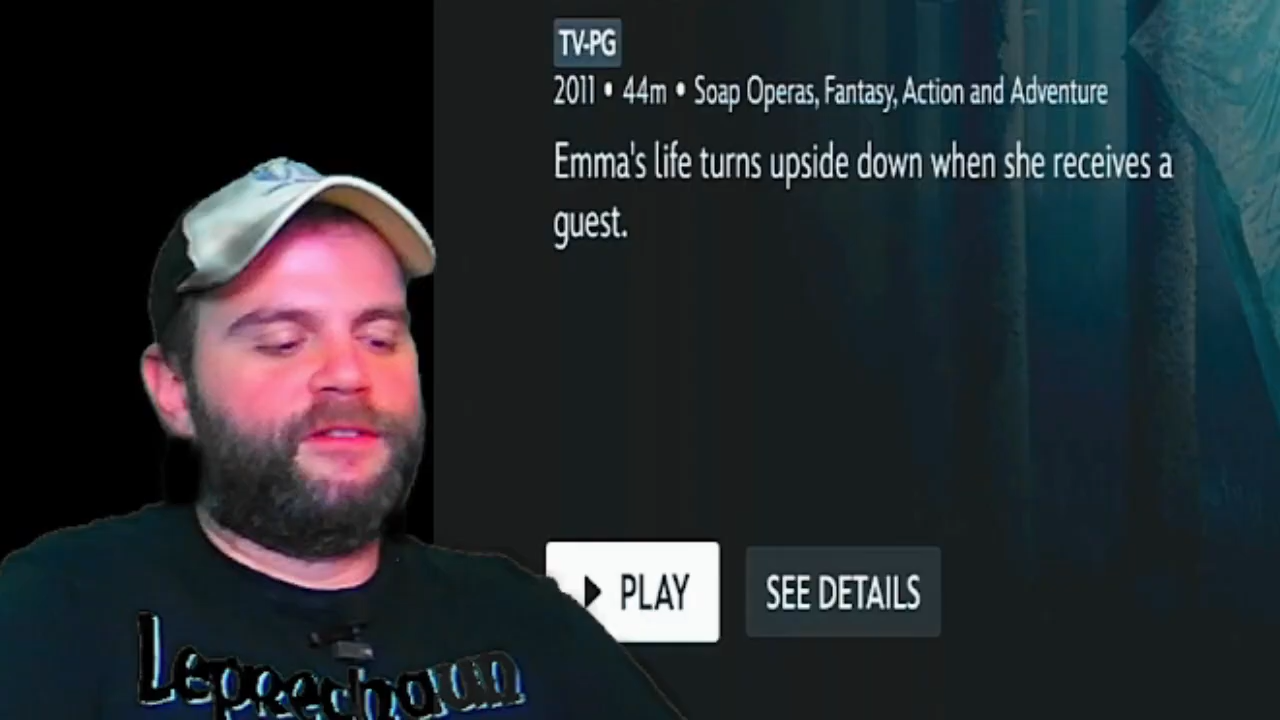 TV-PG
2011 • 44m • Soap Operas, Fantasy, Action and Adventure
Emma's life turns upside down when she receives a
guest.
PLAY
SEE DETAILS
Leprechaun